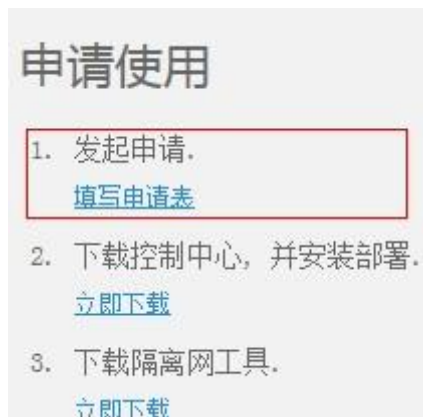 申请使用
1. 发起申请.
填写申请表
2. 下载控制中心, 并安装部署.
立即下载
3. 下载隔离网工具.
立即下载